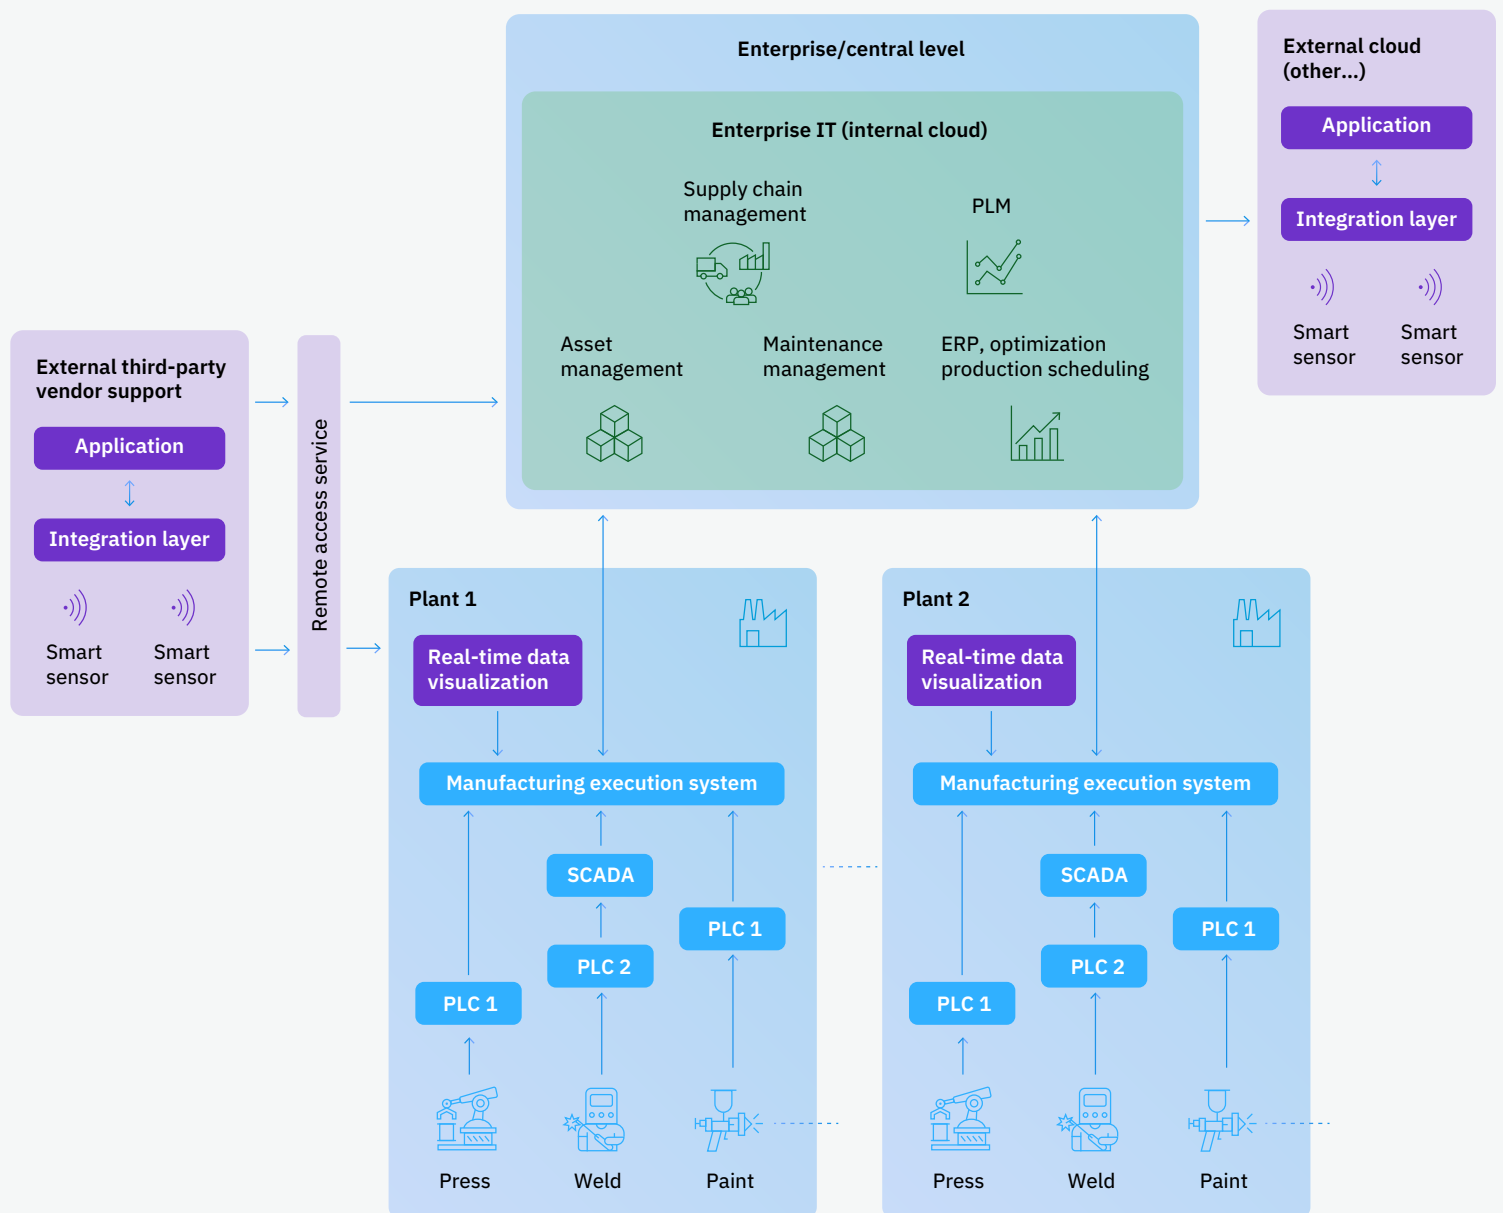 Enterprise/central level
Enterprise IT (internal cloud)
Supply chain
management
PLM
Asset
management
Maintenance
management
ERP, optimization
production scheduling
External cloud
(other...)
Application
Integration layer
Smart
sensor
Smart
sensor
External third-party
vendor support
Application
Integration layer
Smart
sensor
Smart
sensor
Remote access service
Plant 1
Real-time data
visualization
Manufacturing execution system
SCADA
PLC 1
PLC 2
PLC 1
Press
Weld
Paint
Plant 2
Real-time data
visualization
Manufacturing execution system
SCADA
PLC 1
PLC 2
PLC 1
Press
Weld
Paint